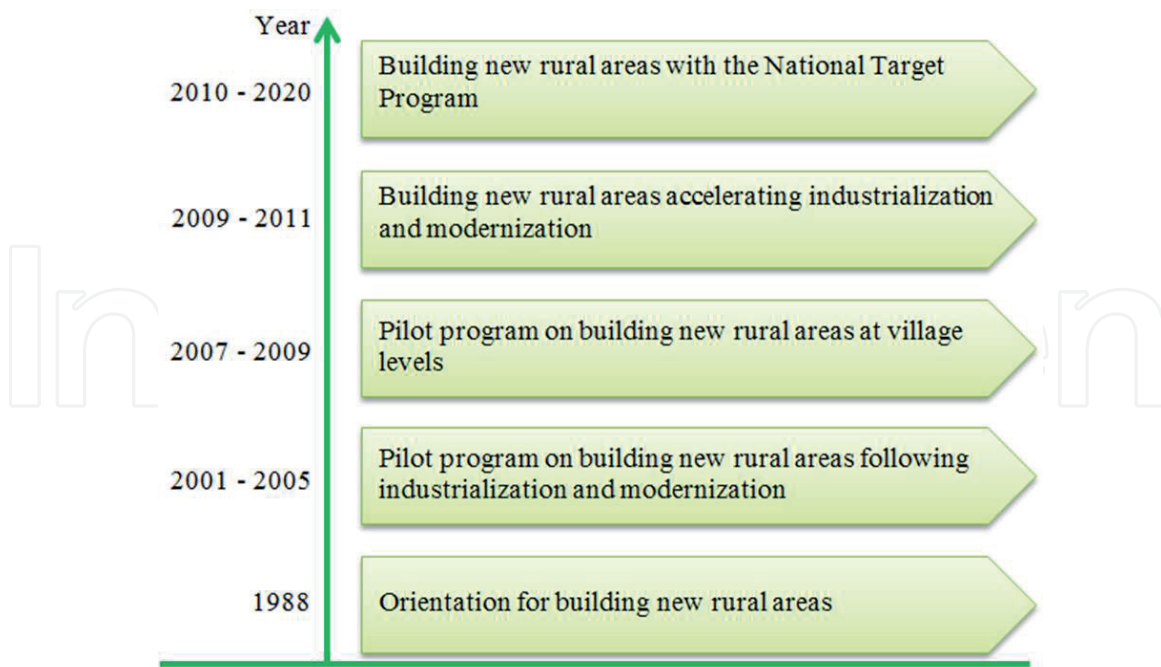 Year
2010 - 2020
Building new rural areas with the National Target
Program
2009 - 2011
Building new rural areas accelerating industrialization
and modernization
2007 - 2009
Pilot program on building new rural areas at village
levels
2001 - 2005
Pilot program on building new rural areas following
industrialization and modernization
1988
Orientation for building new rural areas
In
en